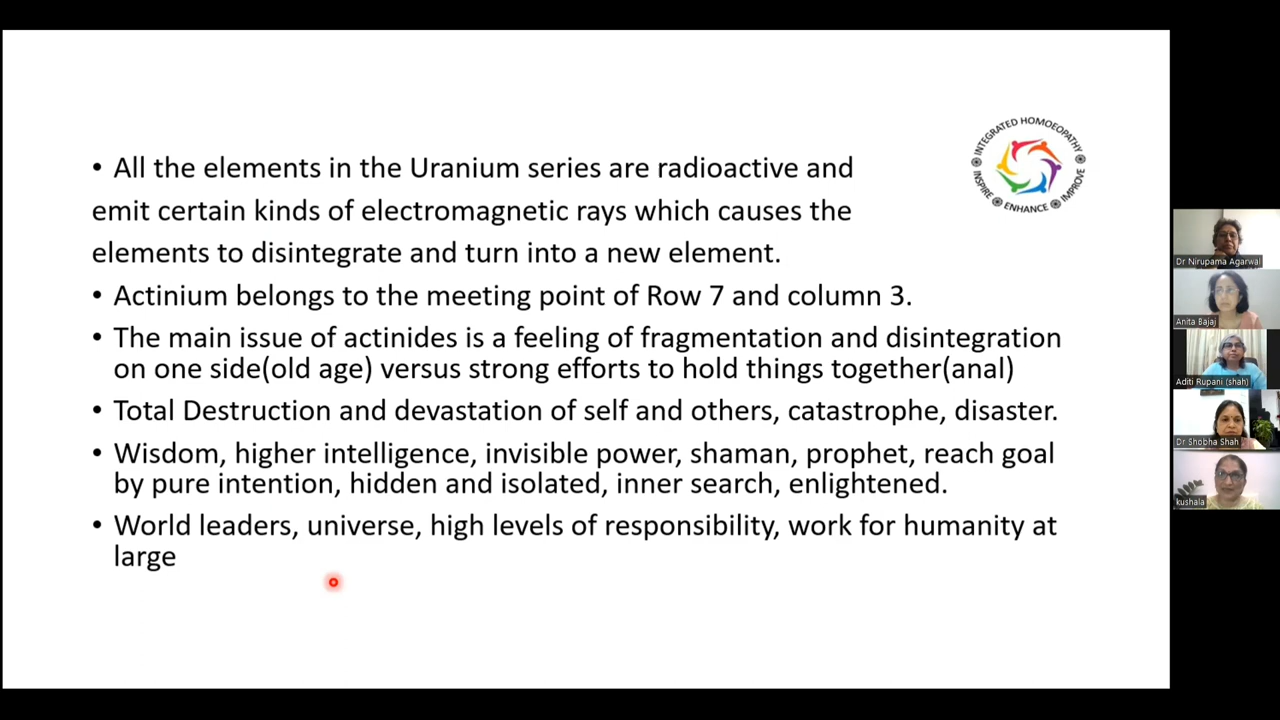 • All the elements in the Uranium series are radioactive and
emit certain kinds of electromagnetic rays which causes the
elements to disintegrate and turn into a new element.
• Actinium belongs to the meeting point of Row 7 and column 3.
• The main issue of actinides is a feeling of fragmentation and disintegration
on one side(old age) versus strong efforts to hold things together(anal)
• Total Destruction and devastation of self and others, catastrophe, disaster.
• Wisdom, higher intelligence, invisible power, shaman, prophet, reach goal
by pure intention, hidden and isolated, inner search, enlightened.
• World leaders, universe, high levels of responsibility, work for humanity at
large
INTEGRATED HOMOEOPATHY
INSPIRE
ENHANCE
IMPROVE
Dr Nirupama Agarwal
Anita Bajaj
Aditi Rupani (shah)
Dr Shobha Shah
kushala